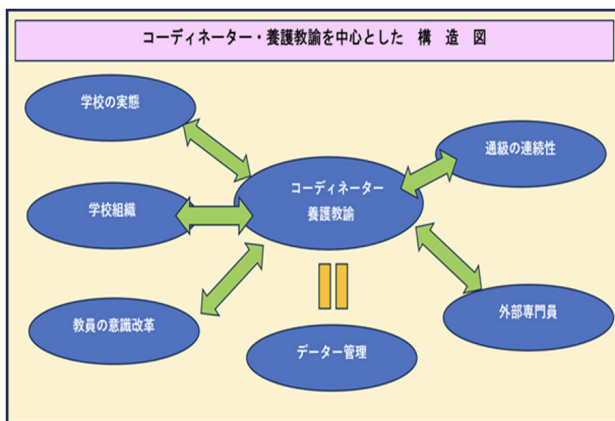 コーディネーター・養護教諭を中心とした　構　造　図
学校の実態
通級の連続性
コーディネーター
養護教諭
学校組織
教員の意識改革
外部専門員
データー管理